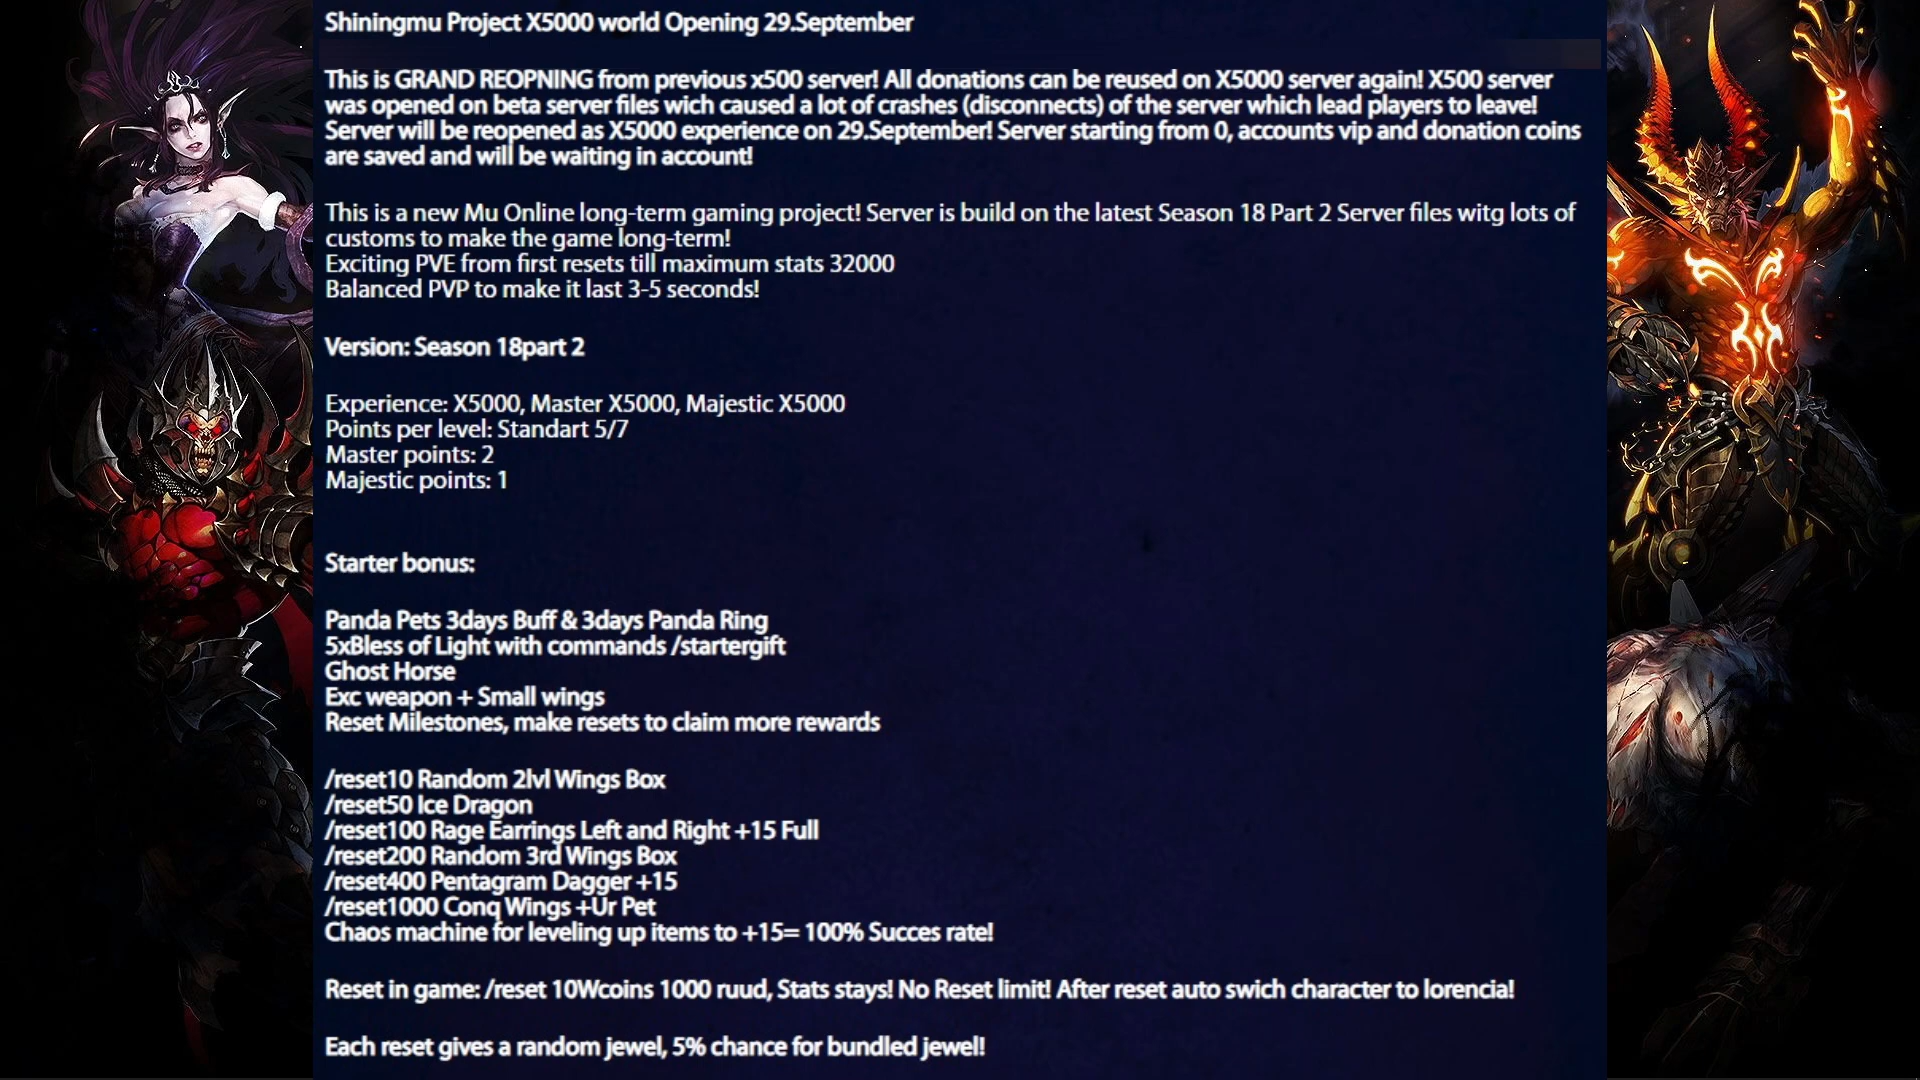 Shiningmu Project X5000 world Opening 29.September
This is GRAND REOPNING from previous x500 server! All donations can be reused on X5000 server again! X500 server
was opened on beta server files wich caused a lot of crashes (disconnects) of the server which lead players to leave!
Server will be reopened as X5000 experience on 29.September! Server starting from 0, accounts vip and donation coins
are saved and will be waiting in account!
This is a new Mu Online long-term gaming project! Server is build on the latest Season 18 Part 2 Server files witg lots of
customs to make the game long-term!
Exciting PVE from first resets till maximum stats 32000
Balanced PVP to make it last 3-5 seconds!
Version: Season 18part 2
Experience: X5000, Master X5000, Majestic X5000
Points per level: Standart 5/7
Master points: 2
Majestic points: 1
Starter bonus:
Panda Pets 3days Buff & 3days Panda Ring
5xBless of Light with commands /startergift
Ghost Horse
Exc weapon + Small wings
Reset Milestones, make resets to claim more rewards
/reset10 Random 2lvl Wings Box
/reset50 Ice Dragon
/reset100 Rage Earrings Left and Right +15 Full
/reset200 Random 3rd Wings Box
/reset400 Pentagram Dagger +15
/reset1000 Conq Wings +Ur Pet
Chaos machine for leveling up items to +15= 100% Succes rate!
Reset in game: /reset 10Wcoins 1000 ruud, Stats stays! No Reset limit! After reset auto swich character to lorencia!
Each reset gives a random jewel, 5% chance for bundled jewel!